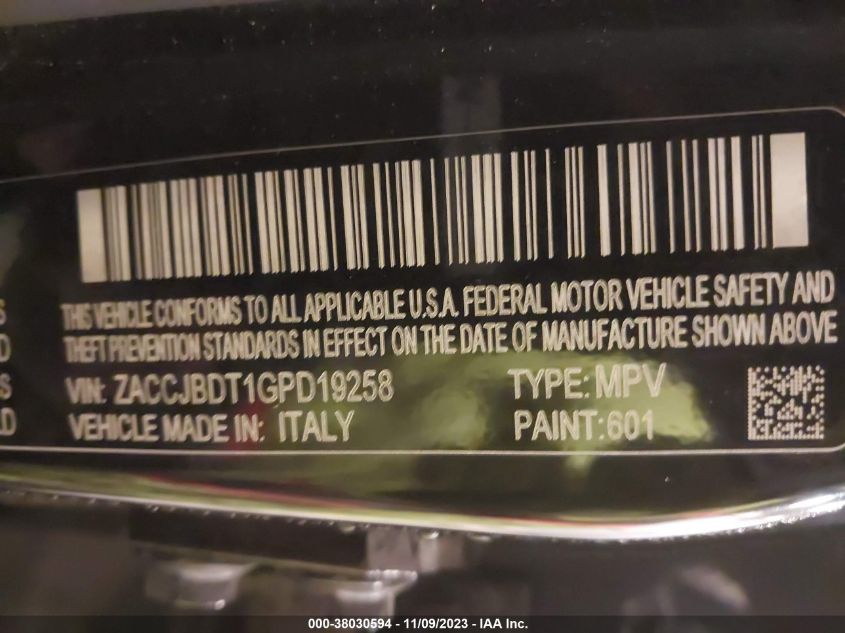 THIS VEHICLE CONFORMS TO ALL APPLICABLE U.S.A. FEDERAL MOTOR VEHICLE SAFETY AND
THEFT PREVENTION STANDARDS IN EFFECT ON THE DATE OF MANUFACTURE SHOWN ABOVE
VIN: ZACCJBDT1GPD19258 TYPE: MPV
VEHICLE MADE IN: ITALY PAINT:601
000-38030594 - 11/09/2023 - IAA Inc.